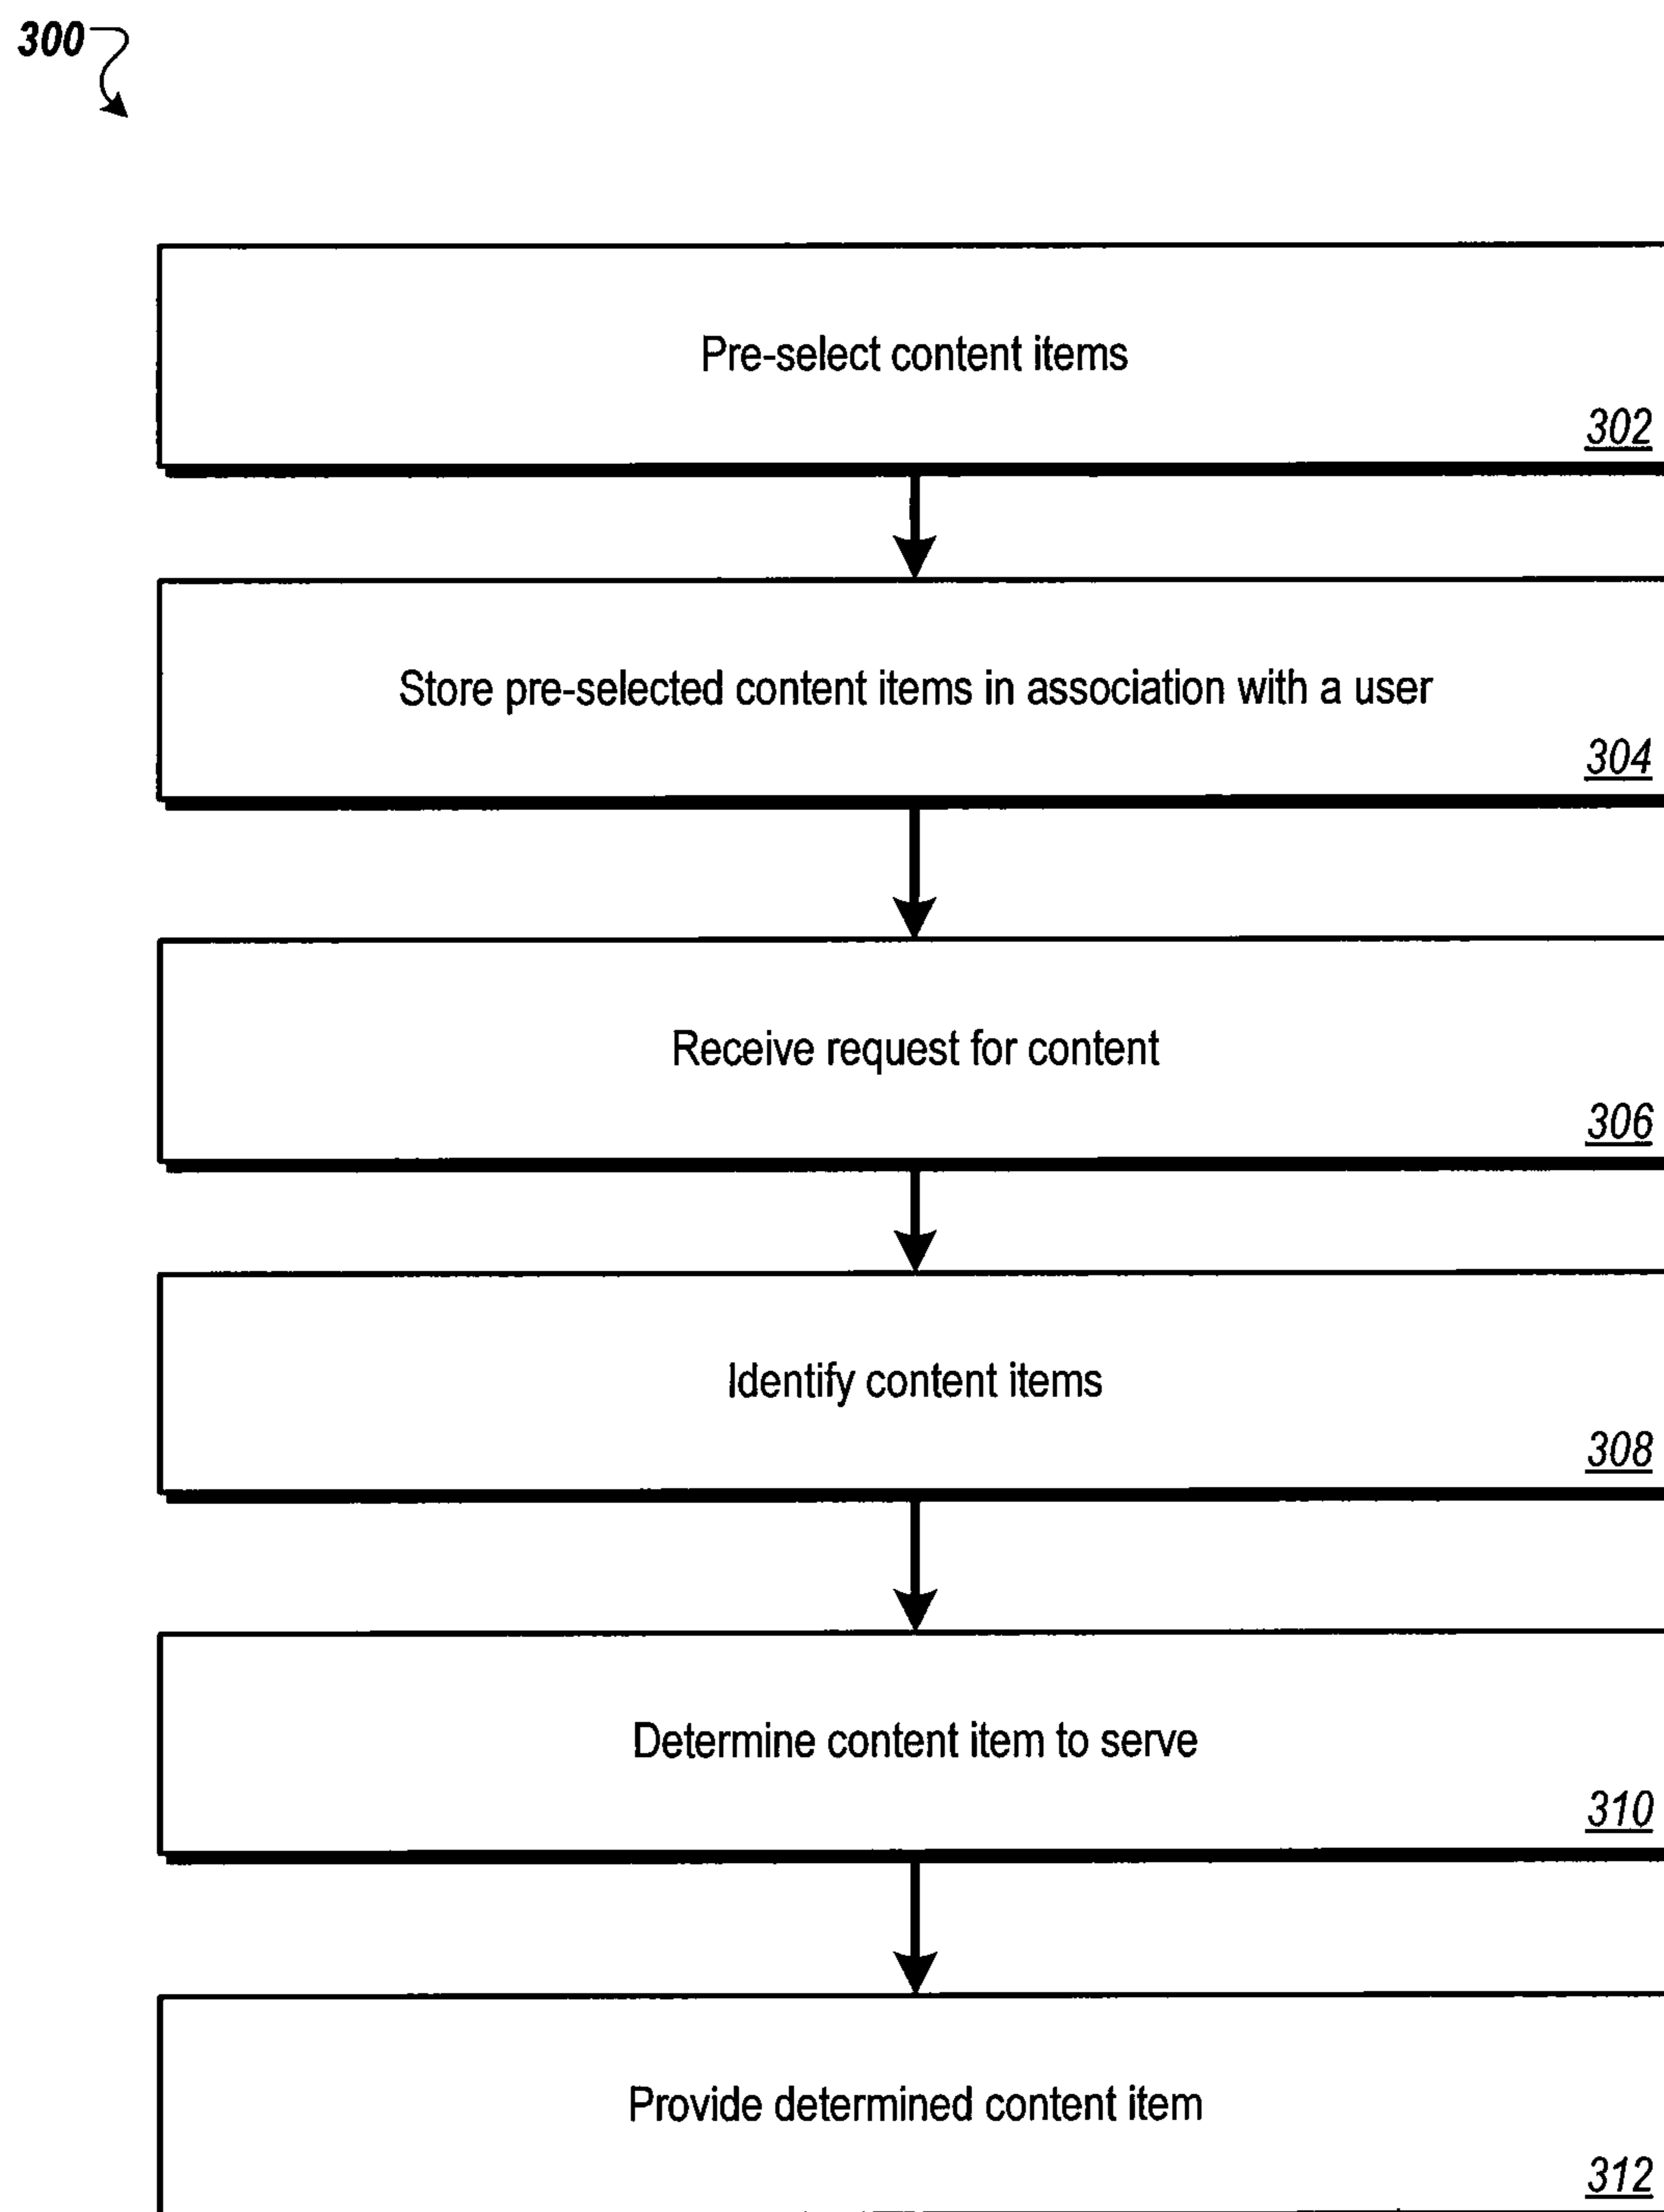 300
Pre-select content items
302
Store pre-selected content items in association with a user
304
Receive request for content
306
Identify content items
308
Determine content item to serve
310
Provide determined content item
312